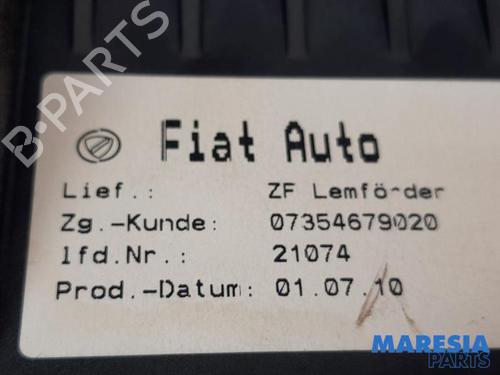 Fiat Auto
Lief.: ZF Lemförder
Zg.-Kunde: 07354679020
lfd.Nr.: 21074
Prod.-Datum: 01.07.10
B-PARTS
MARESIA
Parts